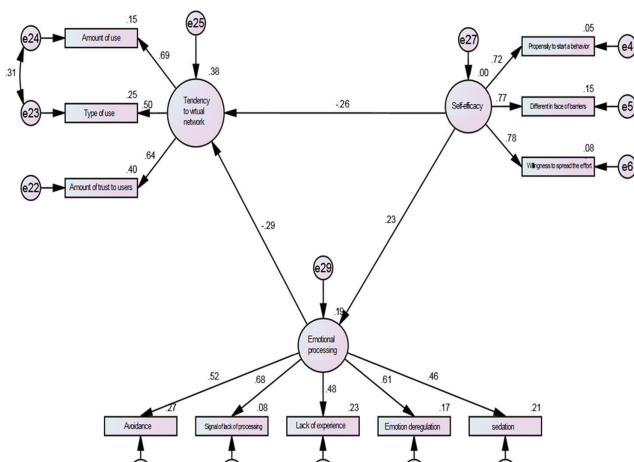 e25
e24
.15
Amount of use
.31
.69
.38
e23
.25
Type of use
.50
Tendency
to virtual
network
.64
.40
e22
Amount of trust to users
-.26
e27
.00
Self-efficacy
.72
.05
Propensly to start a behavior
e4
.77
.15
Different in face of barriers
e5
.78
.08
Willingness to spread the effort
e6
-.29
.23
e29
.19
Emotional
processing
.52
.68
.48
.61
.46
.27
.08
.23
.17
.21
Avoidance
Signal of lack of processing
Lack of experience
Emotion deregulation
sedation